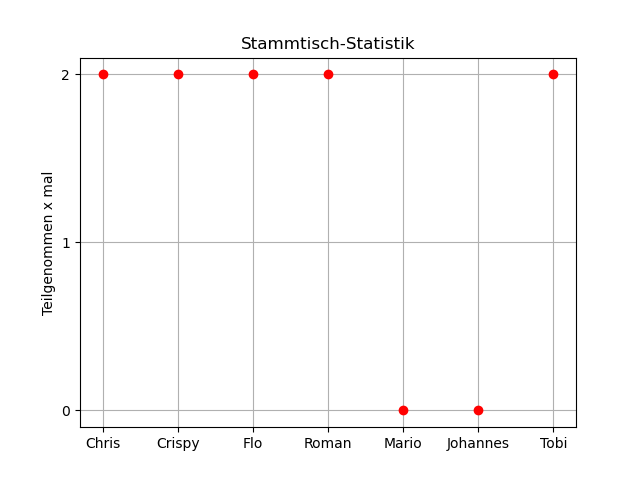 Stammtisch-Statistik
Teilgenommen x mal
2
1
0
Chris Crispy Flo Roman Mario Johannes Tobi